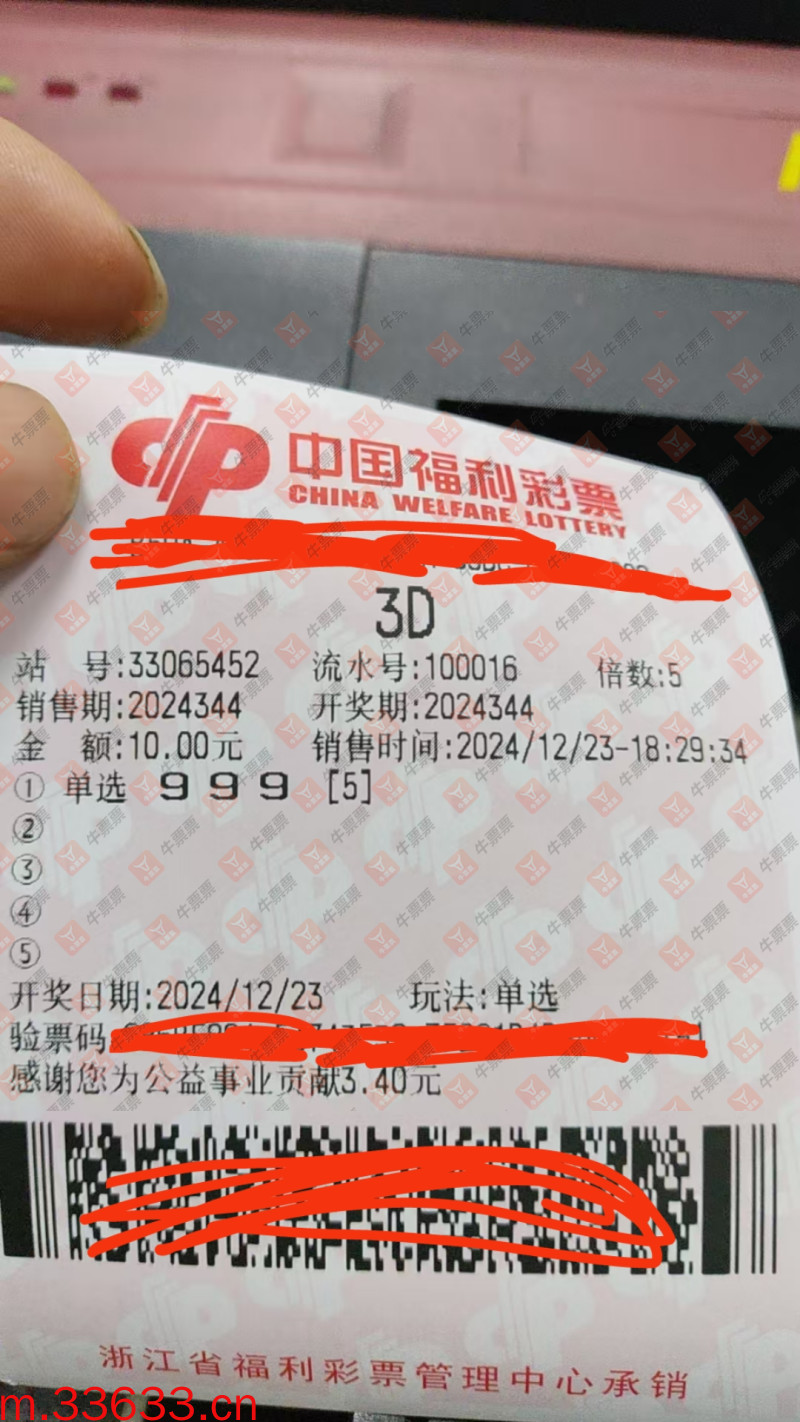 中国福利彩票
CHINA WELFARE LOTTERY
3D
站 号:33065452 流水号:100016 倍数:5
销售期:2024344 开奖期:2024344
金 额:10.00元 销售时间:2024/12/23-18:29:34
① 单选 9 9 9 [5]
②
③
④
⑤
开奖日期:2024/12/23 玩法:单选
验票码
感谢您为公益事业贡献3.40元
浙江省福利彩票管理中心承销
m.33633.cn
牛票票